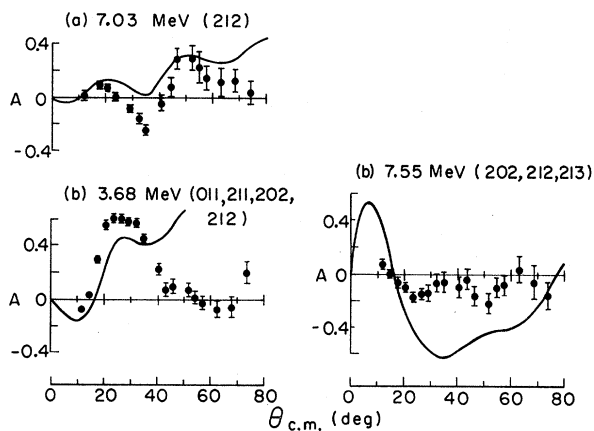 (a) 7.03 MeV (212)
0.4
A 0
-0.4
(b) 3.68 MeV (011,211,202,
212)
0.4
A 0
-0.4
0 20 40 60 80
(b) 7.55 MeV (202,212,213)
0.4
A 0
-0.4
0 20 40 60 80
θc.m. (deg)